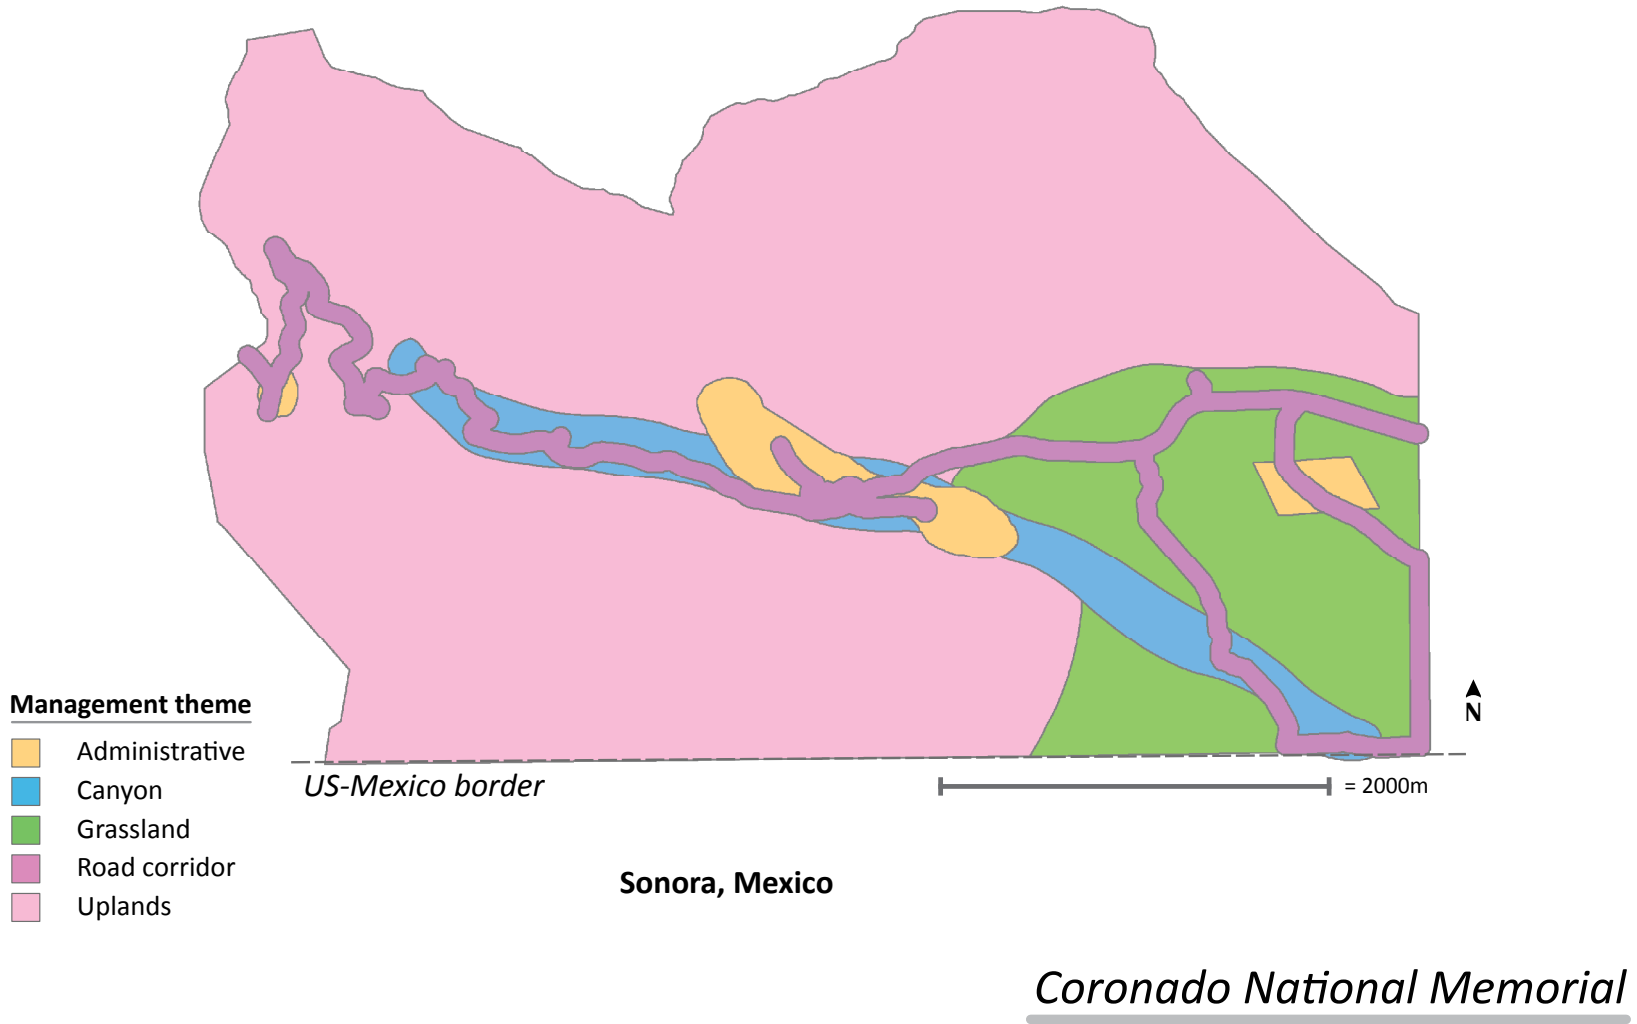 Management theme
Administrative
Canyon
Grassland
Road corridor
Uplands
N
US-Mexico border
= 2000m
Sonora, Mexico
Coronado National Memorial